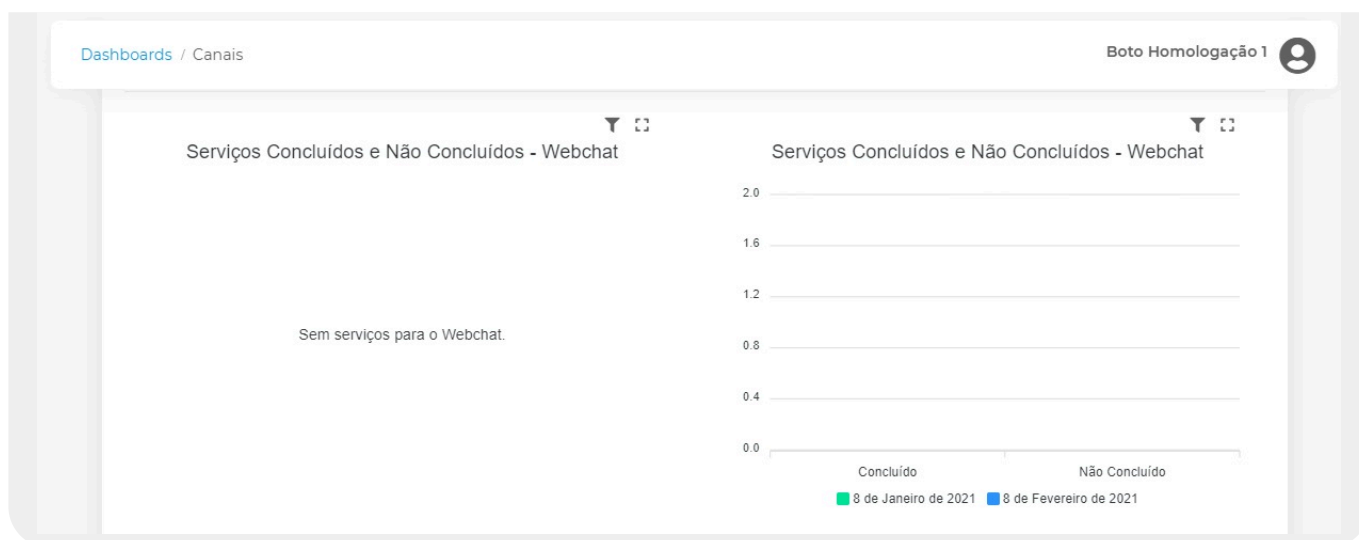 Dashboards / Canais
Boto Homologação 1
Serviços Concluídos e Não Concluídos - Webchat
Sem serviços para o Webchat.
Serviços Concluídos e Não Concluídos - Webchat
2.0
1.6
1.2
0.8
0.4
0.0
Concluído Não Concluído
8 de Janeiro de 2021 8 de Fevereiro de 2021